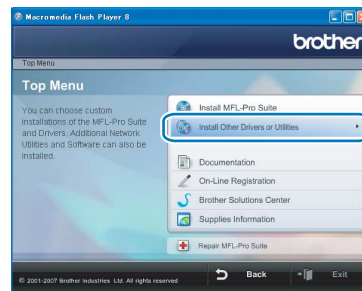 Macromedia Flash Player 8
brother
Top Menu
Top Menu
You can choose custom
installations of the MFL-Pro Suite
and Drivers. Additional Network
Utilities and Software can also be
installed.
Install MFL-Pro Suite
Install Other Drivers or Utilities
Documentation
On-Line Registration
Brother Solutions Center
Supplies Information
Repair MFL-Pro Suite
© 2001-2007 Brother Industries Ltd. All rights reserved
Back
Exit